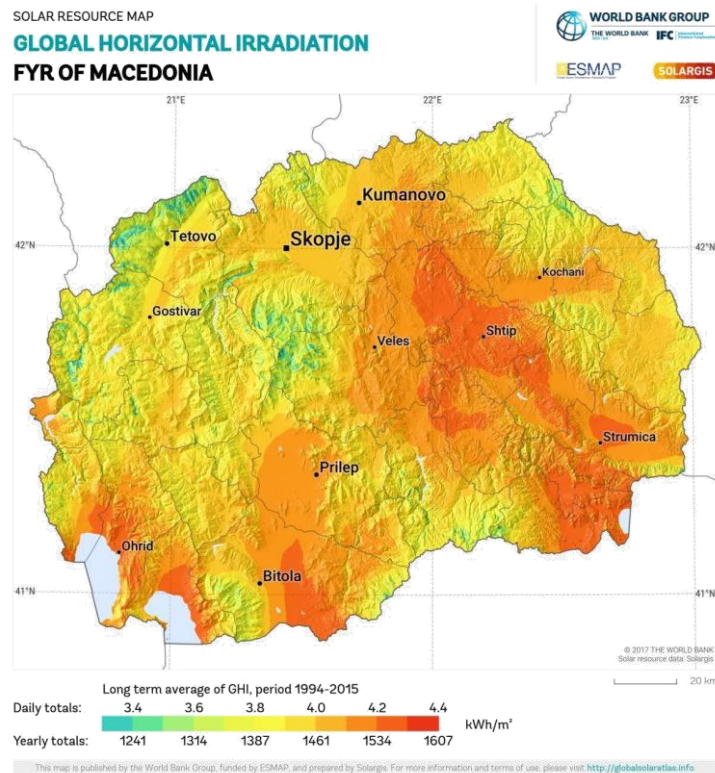 SOLAR RESOURCE MAP
GLOBAL HORIZONTAL IRRADIATION
FYR OF MACEDONIA
WORLD BANK GROUP
THE WORLD BANK IFC
ESMAP
SOLARGIS
21°E 22°E 23°E
Kumanovo
42°N Tetovo Skopje 42°N
Kochani
Gostivar
Veles Shtip
Strumica
Prilep
Ohrid
Bitola
41°N 41°N
© 2017 THE WORLD BANK
Solar resource data: Solargis
20 km
Long term average of GHI, period 1994-2015
Daily totals: 3.4 3.6 3.8 4.0 4.2 4.4
kWh/m²
Yearly totals: 1241 1314 1387 1461 1534 1607
This map is published by the World Bank Group, funded by ESMAP, and prepared by Solargis. For more information and terms of use, please visit http://globalsolaratlas.info